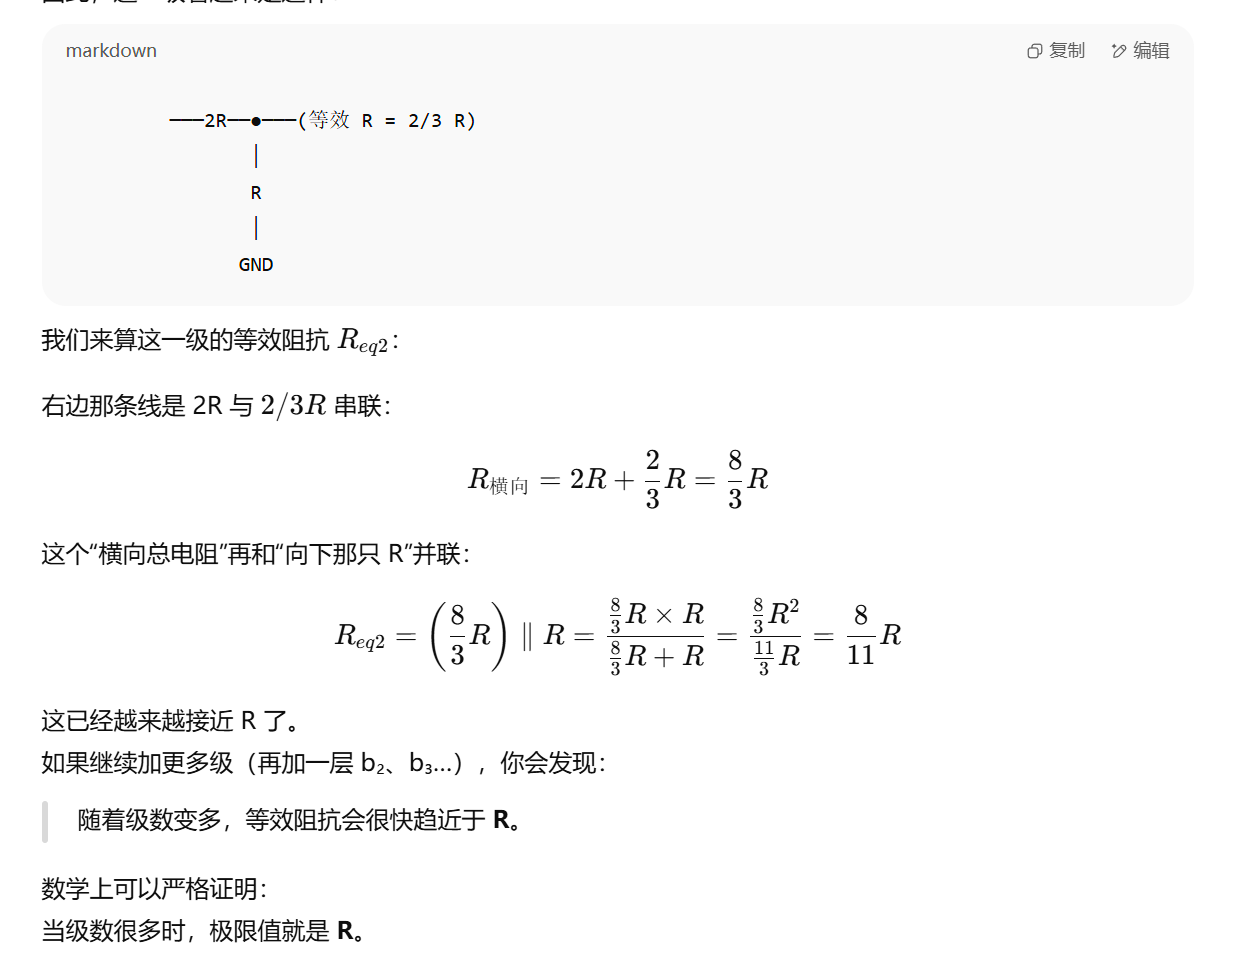 markdown
复制 编辑
───2R──●───(等效 R = 2/3 R)
│
R
│
GND
我们来算这一级的等效阻抗 R_{eq2}：
右边那条线是 2R 与 2/3R 串联：
R_{横向} = 2R + \frac{2}{3}R = \frac{8}{3}R
这个“横向总电阻”再和“向下那只 R”并联：
R_{eq2} = \left(\frac{8}{3}R\right) \parallel R = \frac{\frac{8}{3}R \times R}{\frac{8}{3}R + R} = \frac{\frac{8}{3}R^2}{\frac{11}{3}R} = \frac{8}{11}R
这已经越来越接近 R 了。
如果继续加更多级（再加一层 b₂、b₃…），你会发现：
随着级数变多，等效阻抗会很快趋近于 R。
数学上可以严格证明：
当级数很多时，极限值就是 R。